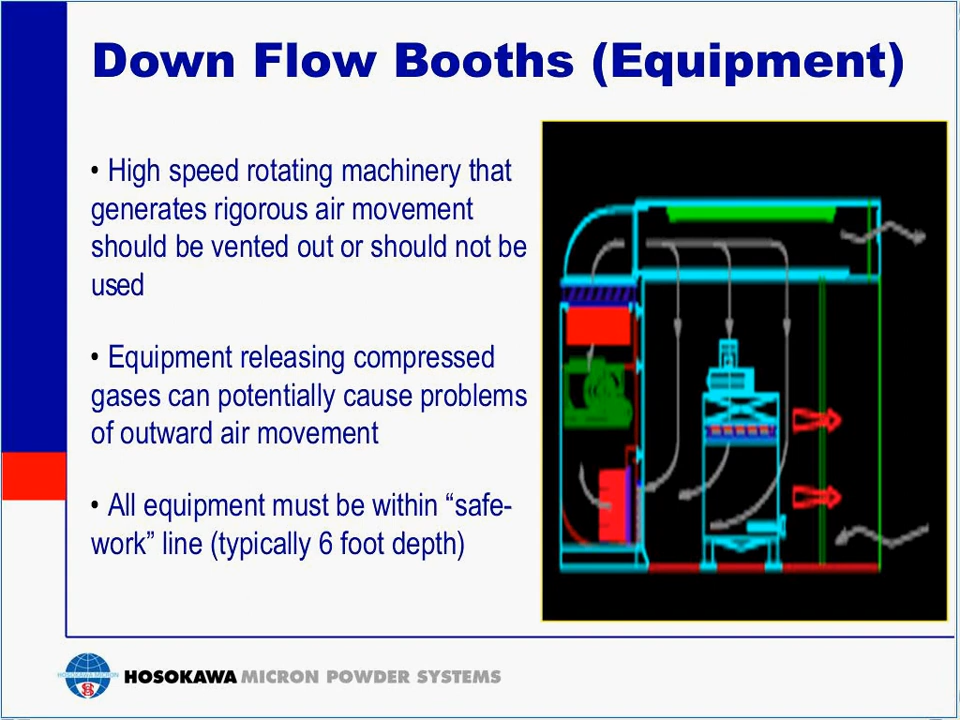 Down Flow Booths (Equipment)
• High speed rotating machinery that
generates rigorous air movement
should be vented out or should not be
used
• Equipment releasing compressed
gases can potentially cause problems
of outward air movement
• All equipment must be within “safe-
work” line (typically 6 foot depth)
HOSOKAWA MICRON
HOSOKAWA MICRON POWDER SYSTEMS